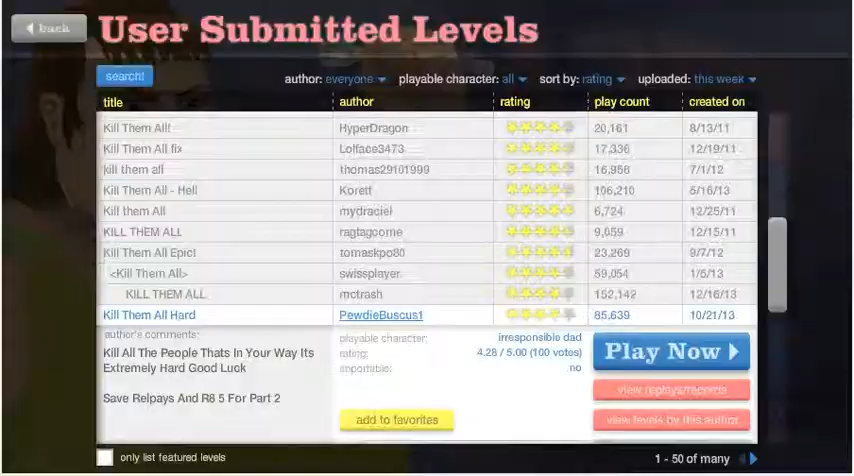 back
User Submitted Levels
search! author: everyone playable character: all sort by: rating uploaded: this week
title author rating play count created on
Kill Them All! HyperDragon 20,161 8/13/11
Kill Them All fix Lolface3473 17,336 12/19/11
kill them all thomas29101999 16,956 7/1/12
Kill Them All - Hell Korett 106,210 5/16/13
Kill them All mydraciel 6,724 12/25/11
KILL THEM ALL ragtagcome 9,059 12/15/11
Kill Them All Epic! tomaskpo80 23,269 9/7/12
<Kill Them All> swissplayer. 59,054 1/5/13
KILL THEM ALL mctrash 152,142 12/16/13
Kill Them All Hard PewdieBuscus1 85,639 10/21/13
author's comments:
Kill All The People Thats In Your Way Its
Extremely Hard Good Luck
Save Relpays And R8 5 For Part 2
playable character: irresponsible dad
rating: 4.28 / 5.00 (100 votes)
importable: no
add to favorites
Play Now
view replays/records
view levels by this author
only list featured levels
1 - 50 of many